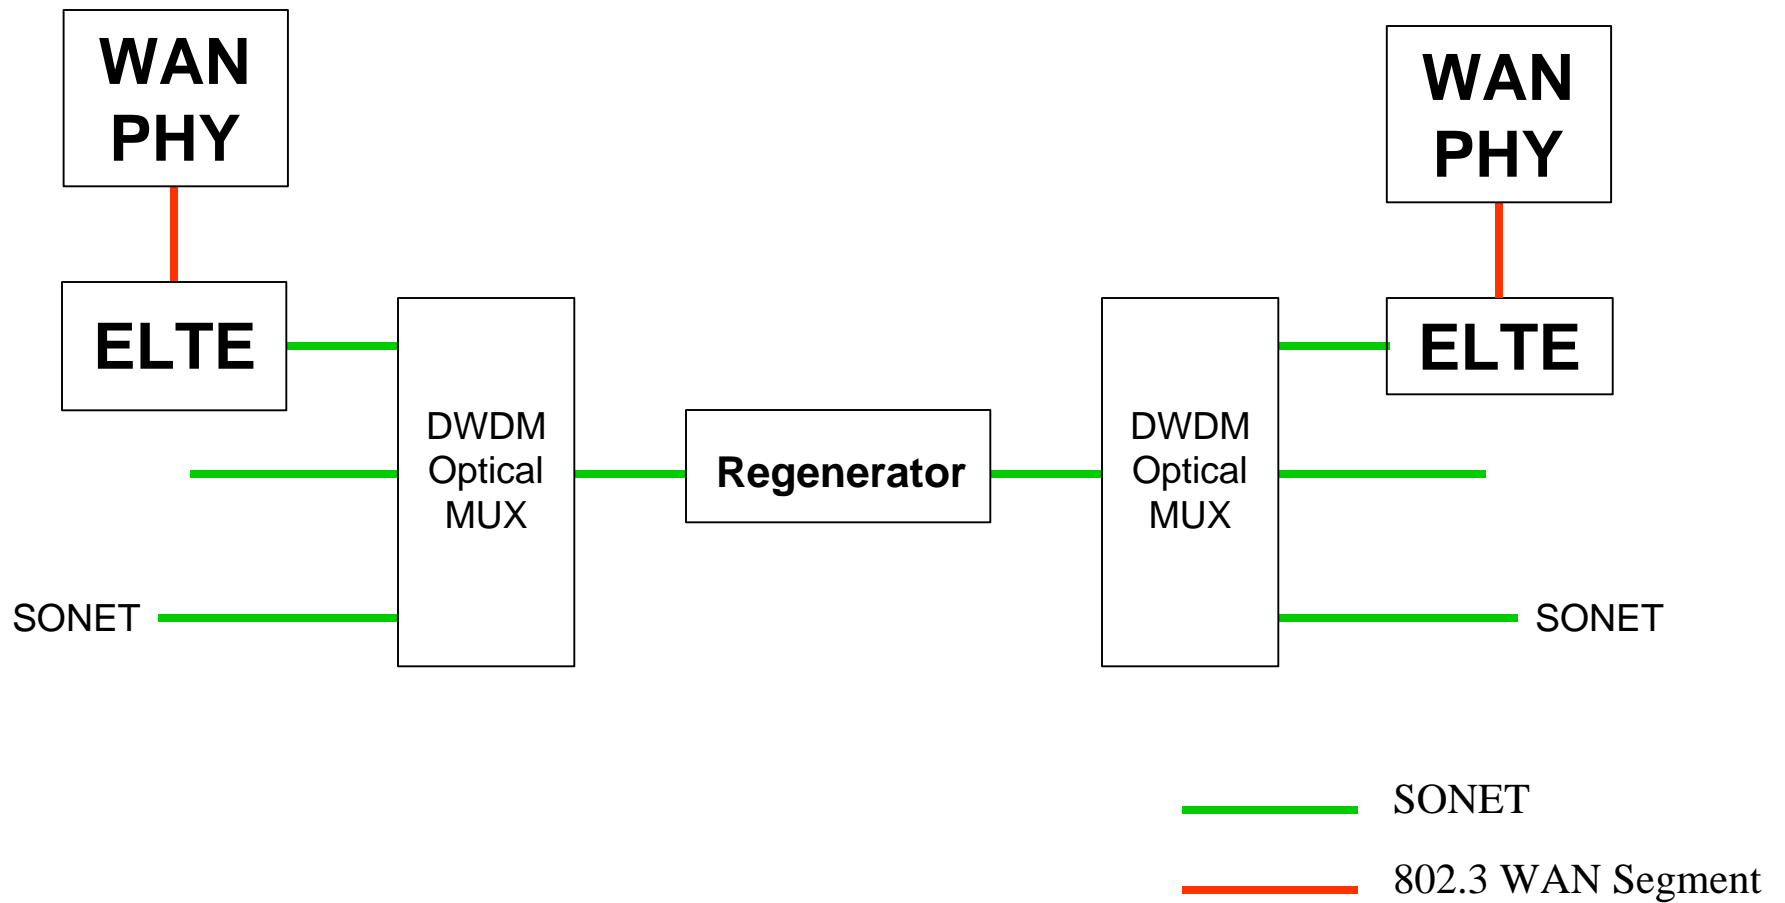 WAN
PHY
WAN
PHY
ELTE
ELTE
DWDM
Optical
MUX
Regenerator
DWDM
Optical
MUX
SONET
SONET
SONET
802.3 WAN Segment